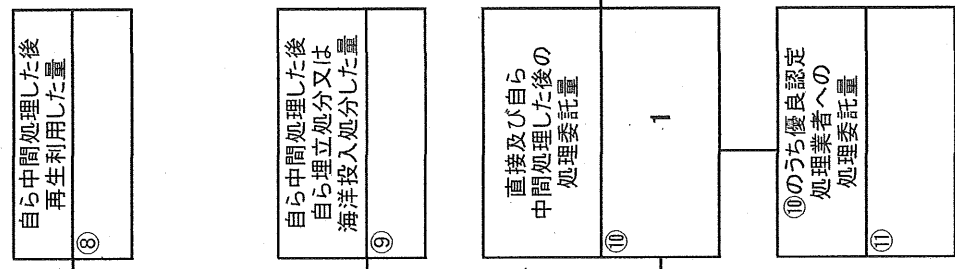 自ら中間処理した後
再生利用した量
⑧
自ら中間処理した後
自ら埋立処分又は
海洋投入処分した量
⑨
直接及び自ら
中間処理した後の
処理委託量
⑩
1
⑩のうち優良認定
処理業者への
処理委託量
⑪